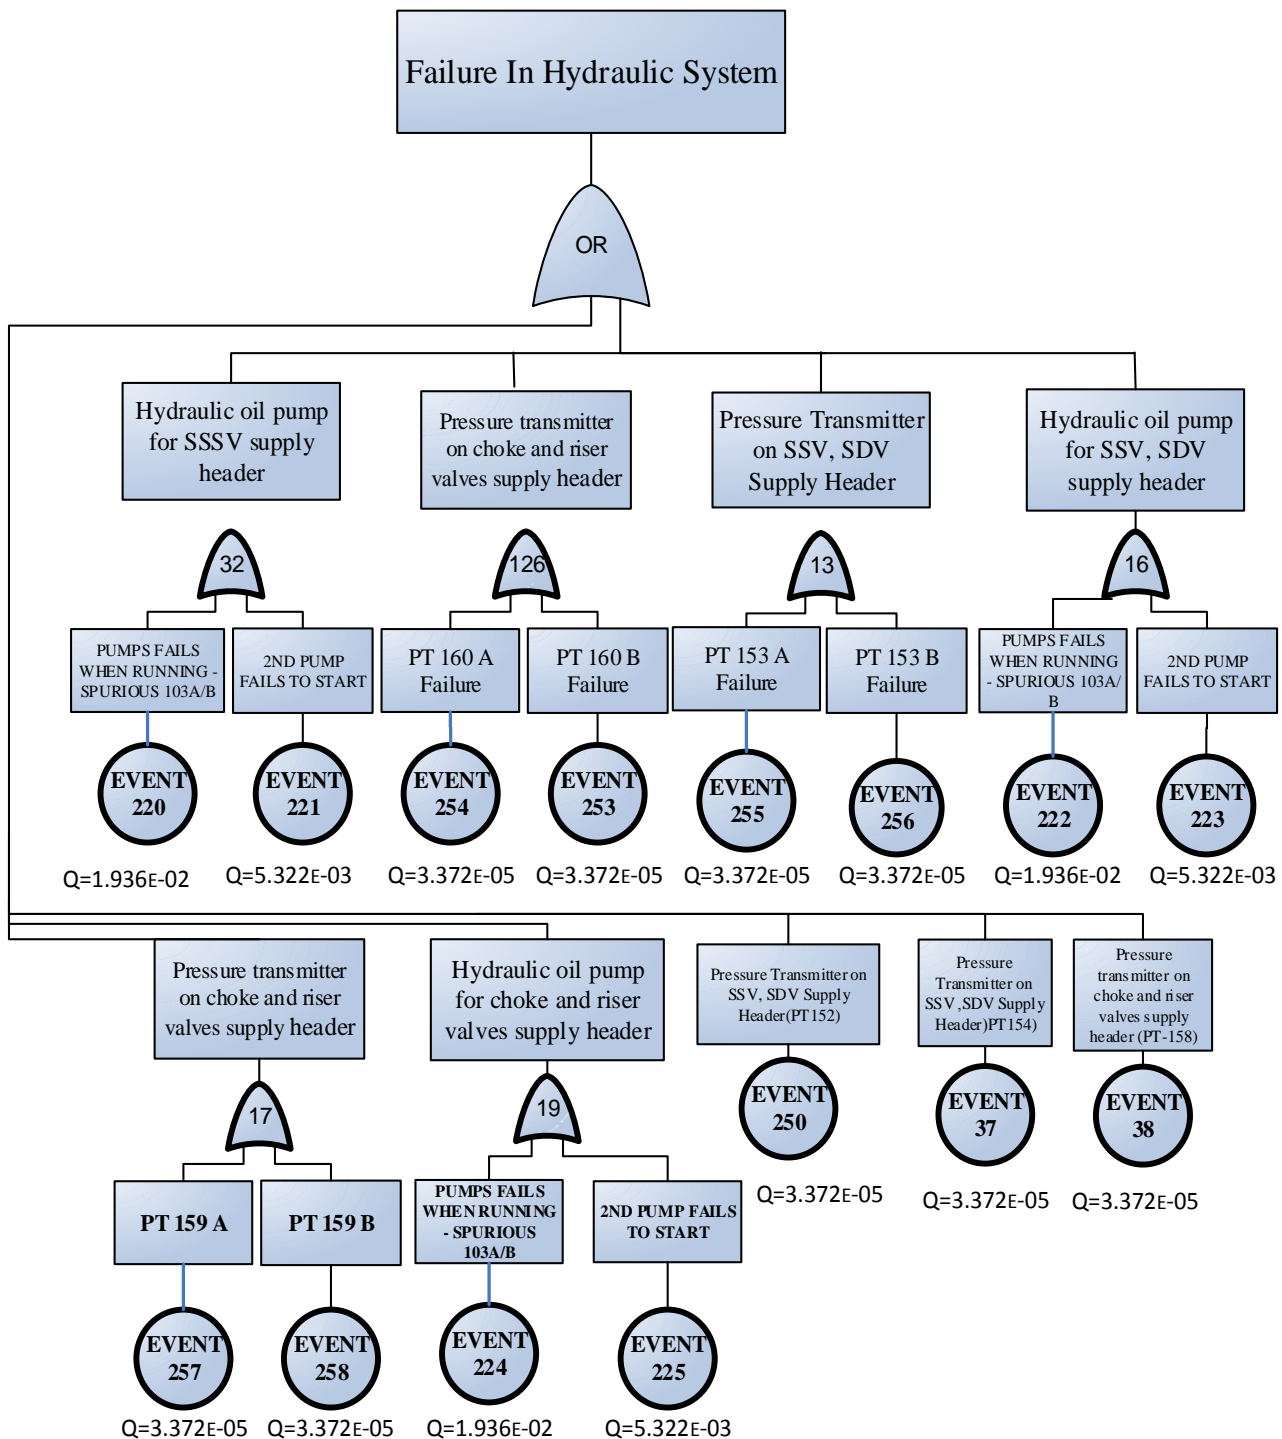 Failure In Hydraulic System
OR
Hydraulic oil pump
for SSSV supply
header
Pressure transmitter
on choke and riser
valves supply header
Pressure Transmitter
on SSV, SDV
Supply Header
Hydraulic oil pump
for SSV, SDV
supply header
32
126
13
16
PUMPS FAILS
WHEN RUNNING -
SPURIOUS 103A/B
2ND PUMP
FAILS TO START
PT 160 A
Failure
PT 160 B
Failure
PT 153 A
Failure
PT 153 B
Failure
PUMPS FAILS
WHEN RUNNING
- SPURIOUS 103A/
B
2ND PUMP
FAILS TO START
EVENT
220
EVENT
221
EVENT
254
EVENT
253
EVENT
255
EVENT
256
EVENT
222
EVENT
223
Q=1.936E-02
Q=5.322E-03
Q=3.372E-05
Q=3.372E-05
Q=3.372E-05
Q=3.372E-05
Q=1.936E-02
Q=5.322E-03
Pressure transmitter
on choke and riser
valves supply header
Hydraulic oil pump
for choke and riser
valves supply header
Pressure Transmitter on
SSV, SDV Supply
Header(PT152)
Pressure
Transmitter on
SSV ,SDV Supply
Header)PT154)
Pressure
transmitter on
choke and riser
valves supply
header (PT-158)
17
19
EVENT
250
EVENT
37
EVENT
38
Q=3.372E-05
Q=3.372E-05
Q=3.372E-05
PT 159 A
PT 159 B
PUMPS FAILS
WHEN RUNNING
- SPURIOUS
103A/B
2ND PUMP FAILS
TO START
EVENT
257
EVENT
258
EVENT
224
EVENT
225
Q=3.372E-05
Q=3.372E-05
Q=1.936E-02
Q=5.322E-03